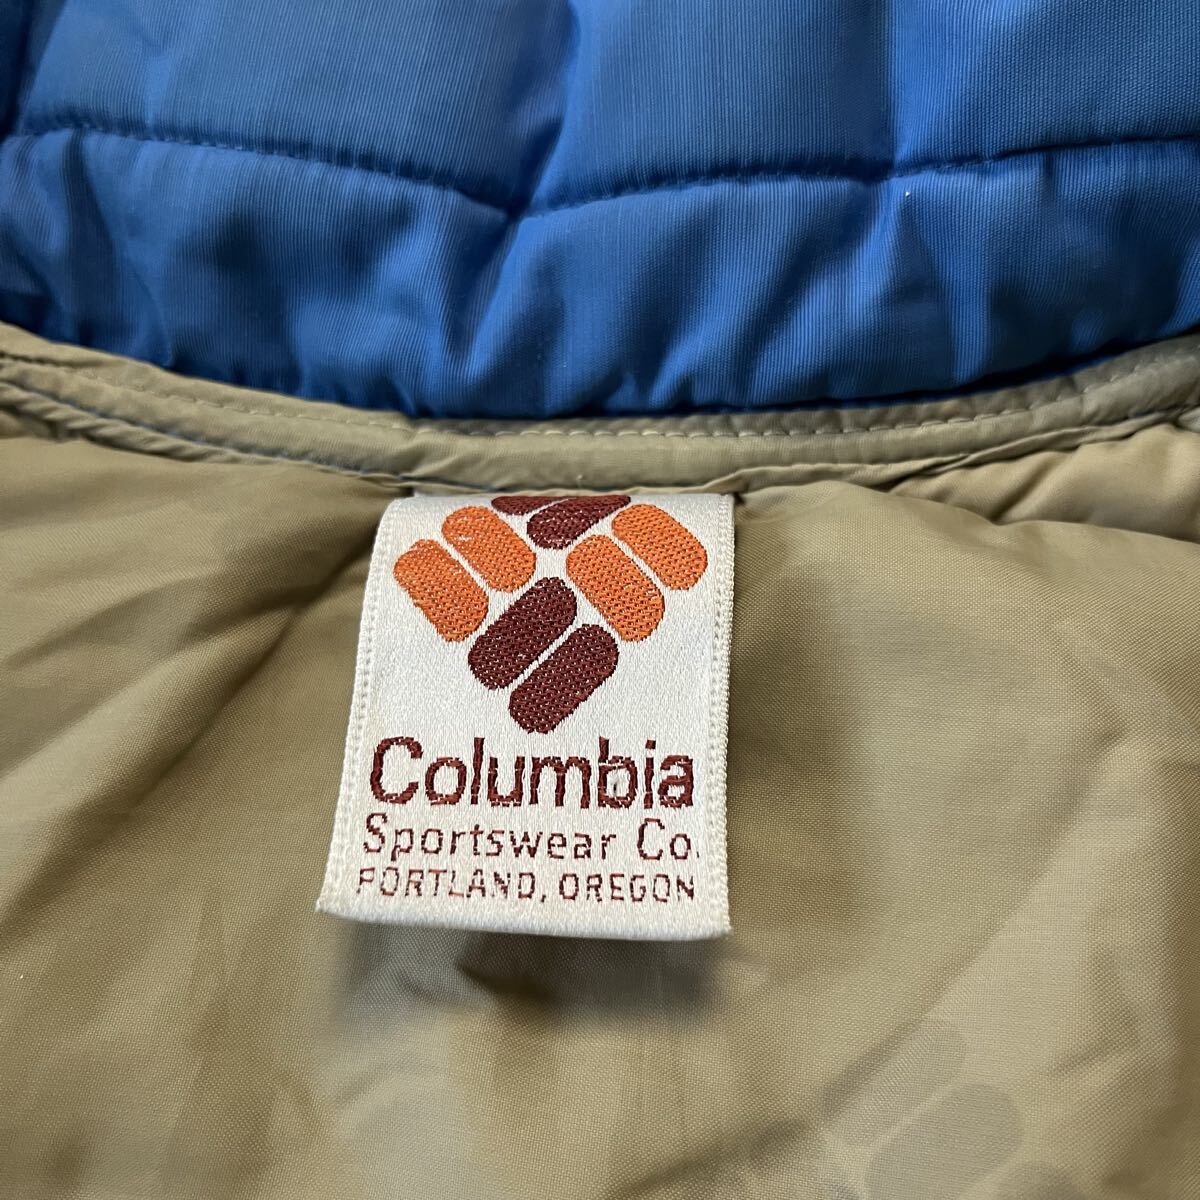 Columbia
Sportswear Co.
PORTLAND, OREGON